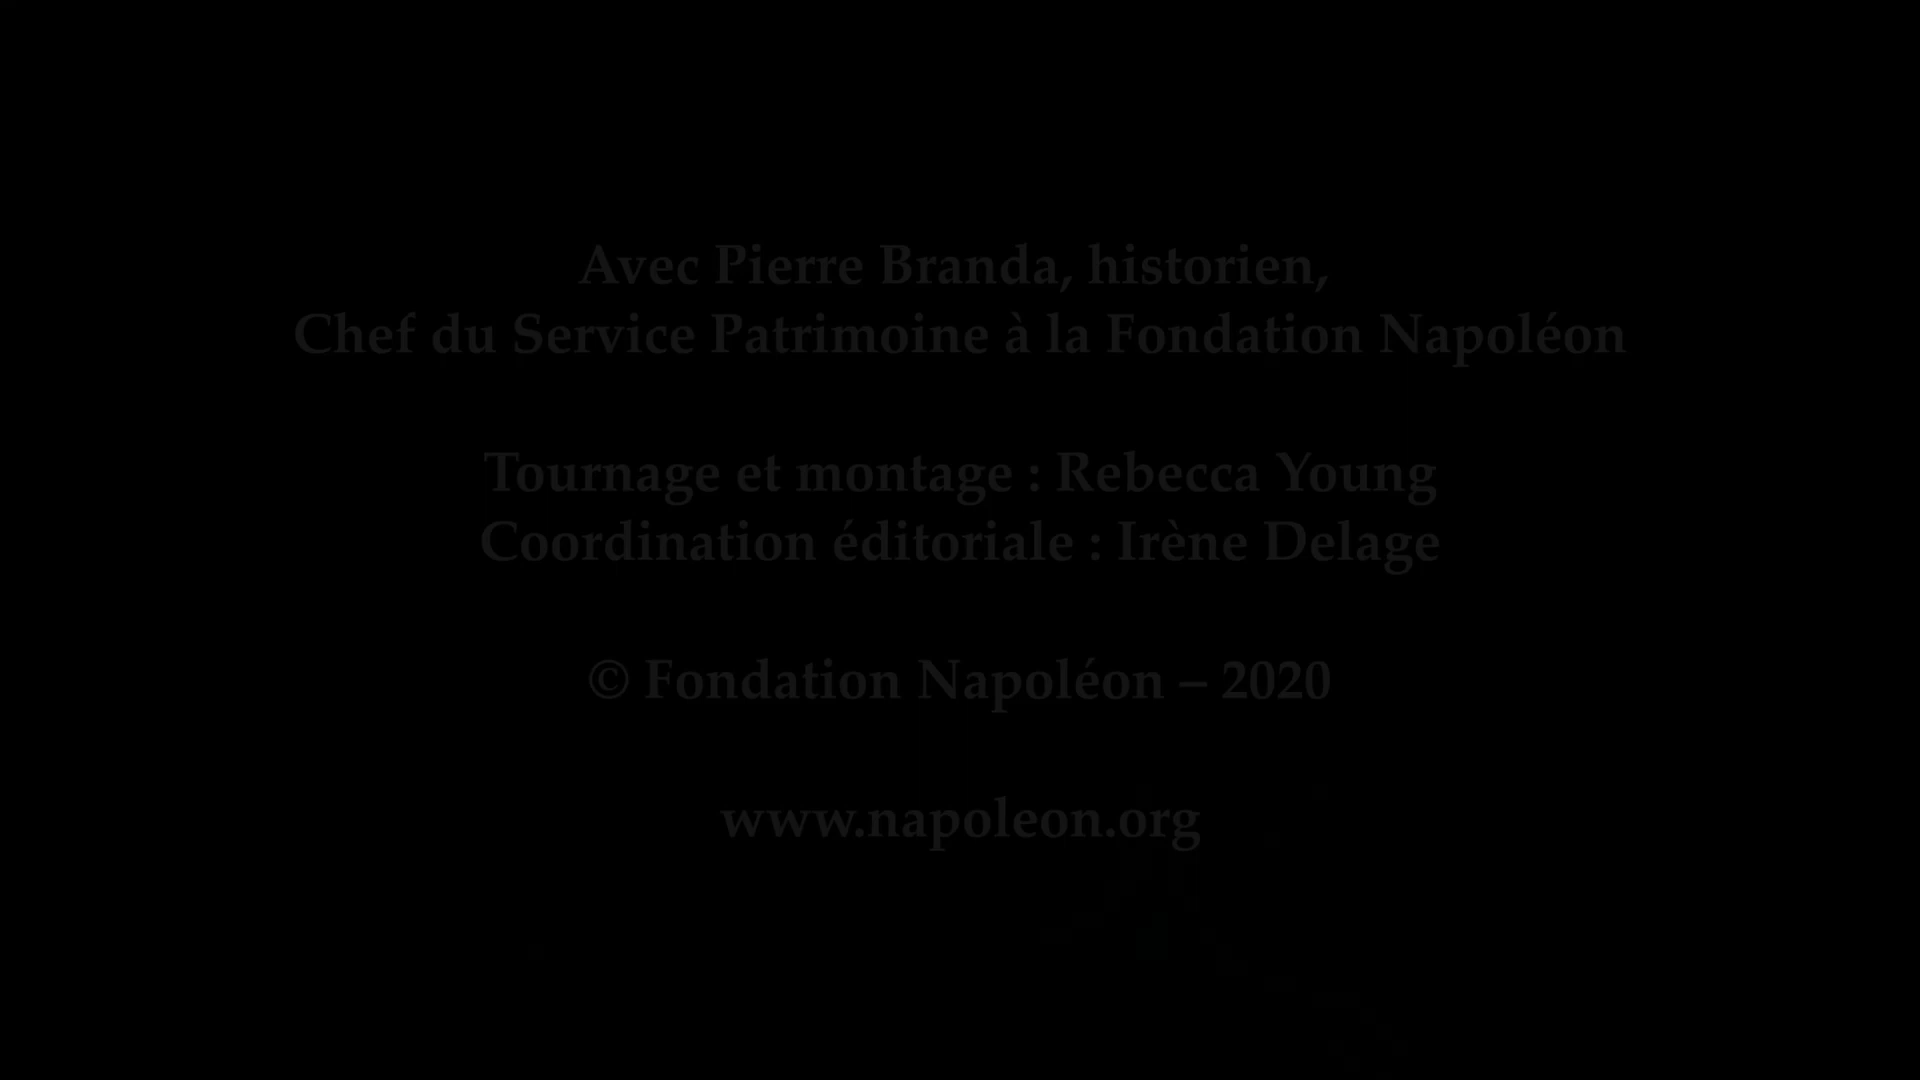 Avec Pierre Branda, historien,
Chef du Service Patrimoine à la Fondation Napoléon
Tournage et montage : Rebecca Young
Coordination éditoriale : Irène Delage
© Fondation Napoléon – 2020
www.napoleon.org